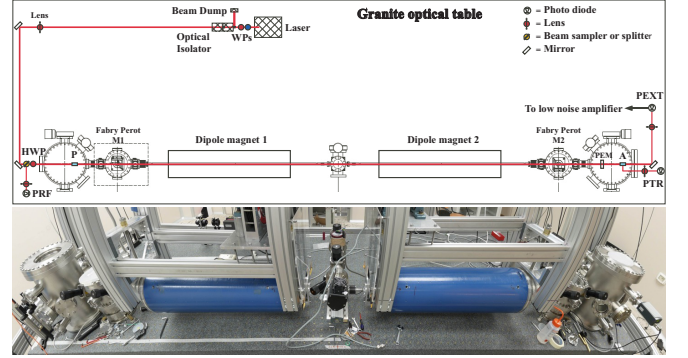 Beam Dump
Granite optical table
= Photo diode
= Lens
= Beam sampler or splitter
= Mirror
Lens
Optical
Isolator
WPs
Laser
PEXT
To low noise amplifier
Fabry Perot
M1
Dipole magnet 1
Dipole magnet 2
Fabry Perot
M2
HWP
P
PEM
A
PTR
PRF